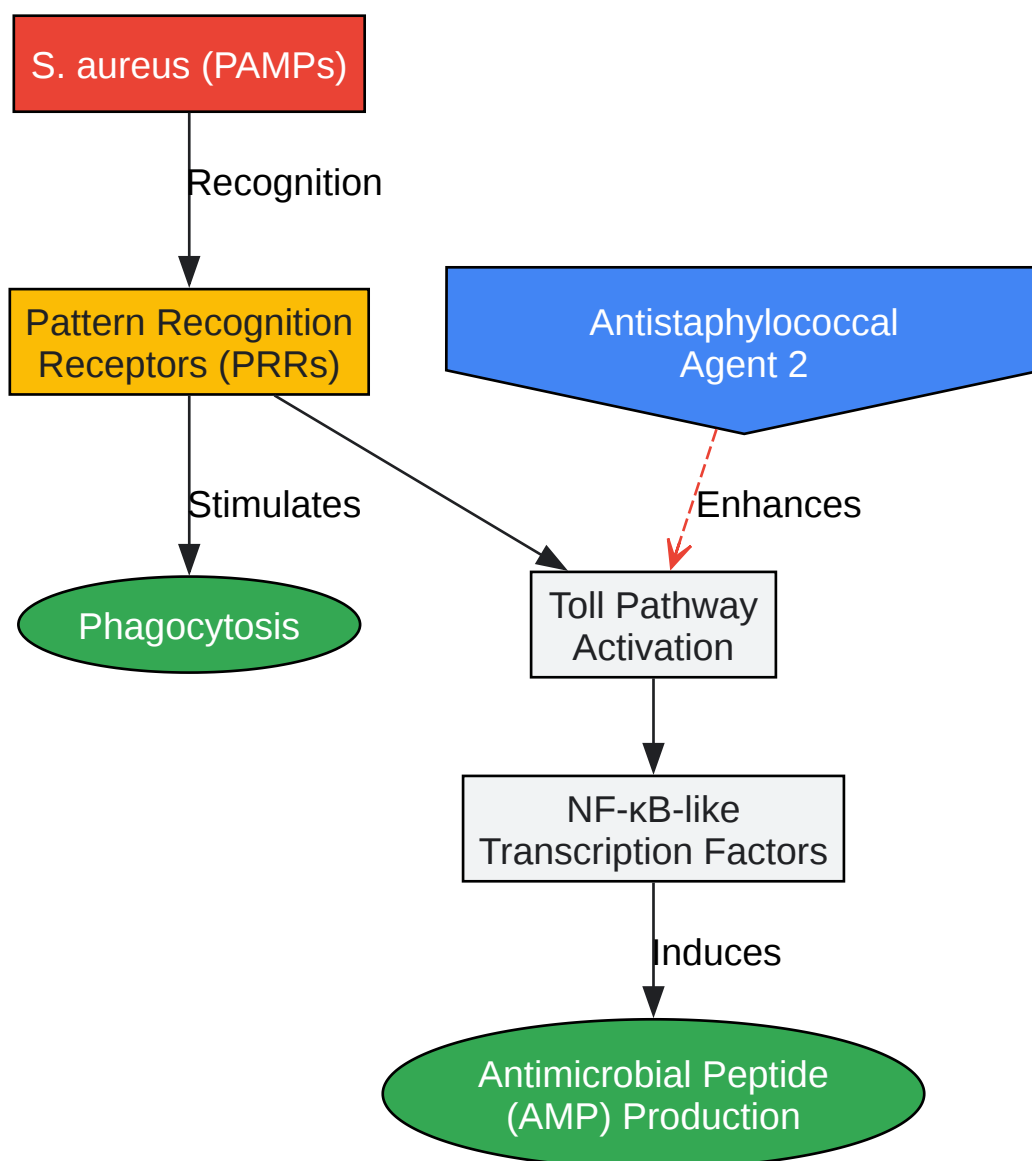 S. aureus (PAMPs)
Recognition
Pattern Recognition
Receptors (PRRs)
Antistaphylococcal
Agent 2
Stimulates
Enhances
Phagocytosis
Toll Pathway
Activation
NF-κB-like
Transcription Factors
Induces
Antimicrobial Peptide
(AMP) Production